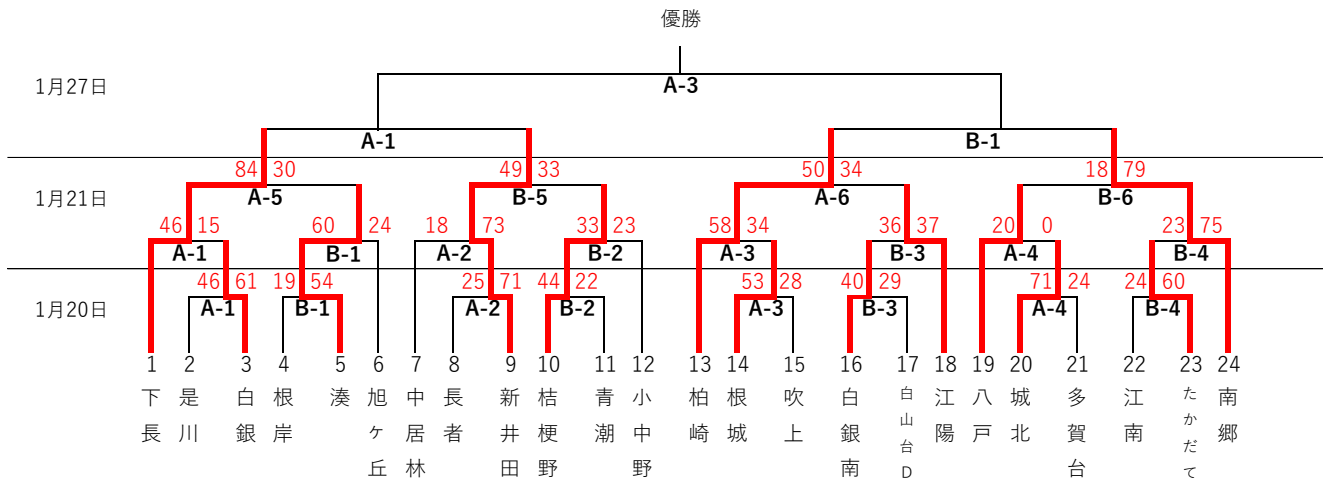 優勝
1月27日
A-3
A-1 B-1
84 30 49 33 50 34 18 79
1月21日
A-5 B-5 A-6 B-6
46 15 60 24 18 73 33 23 58 34 36 37 20 0 23 75
A-1 B-1 A-2 B-2 A-3 B-3 A-4 B-4
46 61 19 54 25 71 44 22 53 28 40 29 71 24 24 60
1月20日
A-1 B-1 A-2 B-2 A-3 B-3 A-4 B-4
1 2 3 4 5 6 7 8 9 10 11 12 13 14 15 16 17 18 19 20 21 22 23 24
下長
是川
白銀
根岸
湊
旭ケ丘
中居林
長者
新井田
桔梗野
青潮
小中野
柏崎
根城
吹上
白銀南
白山台D
江陽
八戸
城北
多賀台
江南
たかだて
南郷